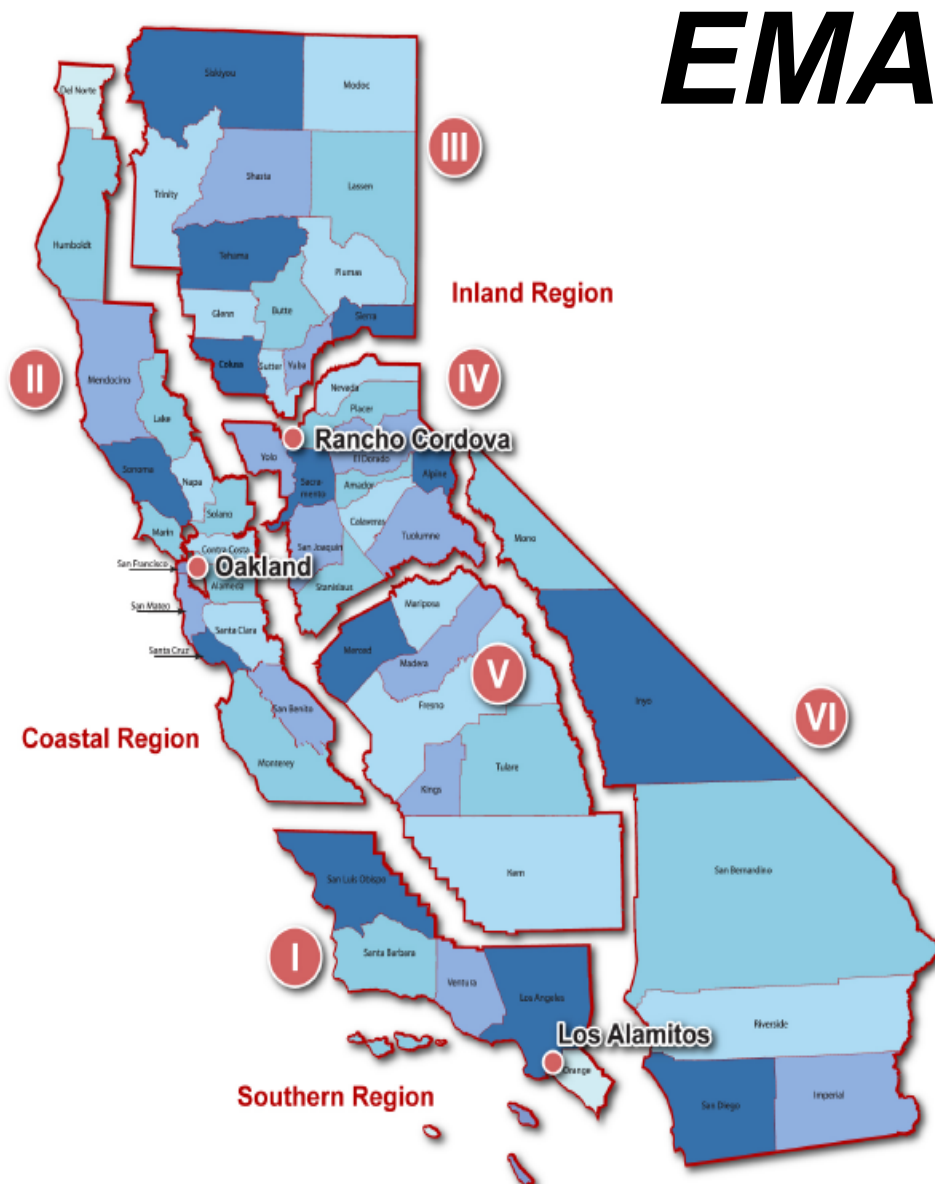 EMA
Del Norte
Siskiyou
Modoc
III
Trinity
Shasta
Lassen
Humboldt
Tehama
Plumas
Inland Region
Glenn
Butte
Sierra
Colusa
Sutter
Yuba
II
Mendocino
Lake
IV
Nevada
Placer
Rancho Cordova
Yolo
El Dorado
Sonoma
Napa
Sacra-
mento
Amador
Alpine
Solano
Calaveras
Marin
Tuolumne
Mono
Contra Costa
San Joaquin
San Francisco
Oakland
Alameda
Stanislaus
San Mateo
Mariposa
Santa Clara
Santa Cruz
Merced
Madera
V
Fresno
Inyo
San Benito
VI
Coastal Region
Monterey
Tulare
Kings
San Luis Obispo
Kern
San Bernardino
I
Santa Barbara
Ventura
Los Angeles
Riverside
Los Alamitos
Orange
Southern Region
San Diego
Imperial